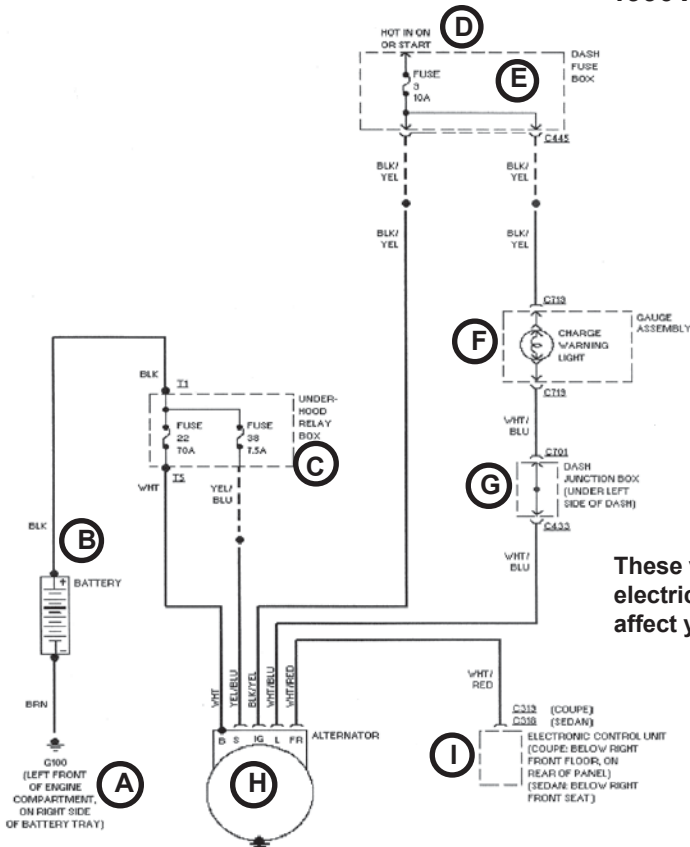 HOT IN ON
OR START
D
E
DASH
FUSE
BOX
FUSE
3
10A
C445
BLK/
YEL
BLK/
YEL
BLK/
YEL
BLK/
YEL
C719
GAUGE
ASSEMBLY
F
CHARGE
WARNING
LIGHT
C719
BLK
T1
UNDER-
HOOD
RELAY
BOX
FUSE
22
70A
FUSE
38
7.5A
C
WHT
T5
YEL/
BLU
WHT/
BLU
C701
G
DASH
JUNCTION BOX
(UNDER LEFT
SIDE OF DASH)
C433
BLK
B
+
BATTERY
-
WHT/
BLU
These
electric
affect y
BRN
WHT
YEL/BLU
BLK/YEL
WHT/BLU
WHT/RED
WHT/
RED
C313 (COUPE)
C318 (SEDAN)
B S IG L FR
ALTERNATOR
H
I
ELECTRONIC CONTROL UNIT
(COUPE: BELOW RIGHT
FRONT FLOOR, ON
REAR OF PANEL)
(SEDAN: BELOW RIGHT
FRONT SEAT)
G100
(LEFT FRONT
OF ENGINE
COMPARTMENT,
ON RIGHT SIDE
OF BATTERY TRAY)
A